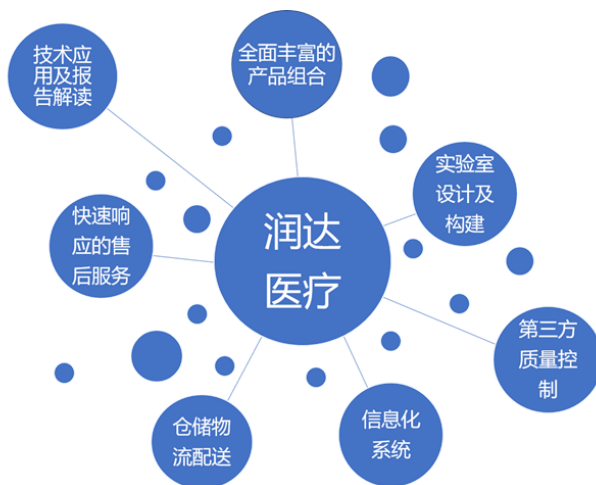 技术应用及报
告解读
全面丰富的
产品组合
实验室
设计及
构建
润达
医疗
快速响
应的售
后服务
第三方
质量控
制
仓储物
流配送
信息化
系统